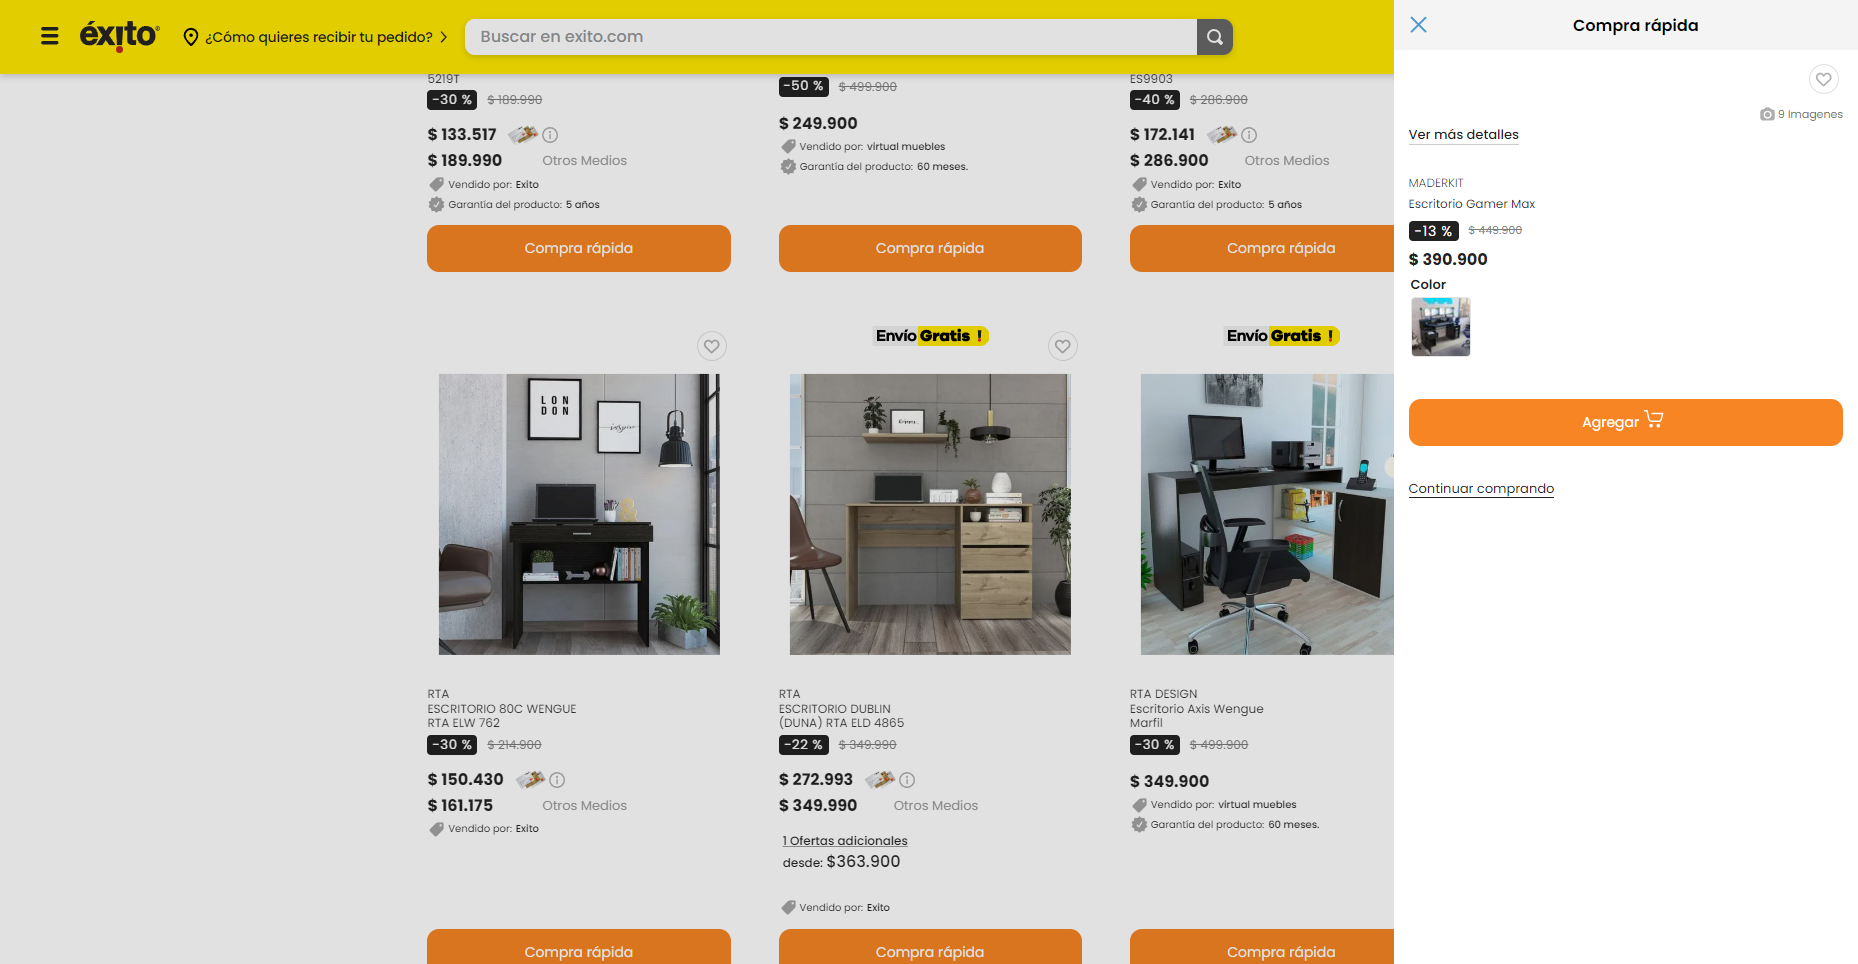 éxito
¿Cómo quieres recibir tu pedido?
Buscar en exito.com
5219T
-30 % $ 189.990
$ 133.517
$ 189.990 Otros Medios
Vendido por: Exito
Garantía del producto: 5 años
Compra rápida
-50 % $ 499.900
$ 249.900
Vendido por: virtual muebles
Garantía del producto: 60 meses.
Compra rápida
ES9903
-40 % $ 286.900
$ 172.141
$ 286.900 Otros Medios
Vendido por: Exito
Garantía del producto: 5 años
Compra rápida
LON
DON
inspire
RTA
ESCRITORIO 80C WENGUE
RTA ELW 762
-30 % $ 214.900
$ 150.430
$ 161.175 Otros Medios
Vendido por: Exito
Compra rápida
Envío Gratis !
RTA
ESCRITORIO DUBLIN
(DUNA) RTA ELD 4865
-22 % $ 349.990
$ 272.993
$ 349.990 Otros Medios
1 Ofertas adicionales
desde: $363.900
Vendido por: Exito
Compra rápida
Envío Gratis !
RTA DESIGN
Escritorio Axis Wengue
Marfil
-30 % $ 499.900
$ 349.900
Vendido por: virtual muebles
Garantía del producto: 60 meses.
Compra rápida
Compra rápida
9 Imagenes
Ver más detalles
MADERKIT
Escritorio Gamer Max
-13 % $ 449.900
$ 390.900
Color
Agregar
Continuar comprando